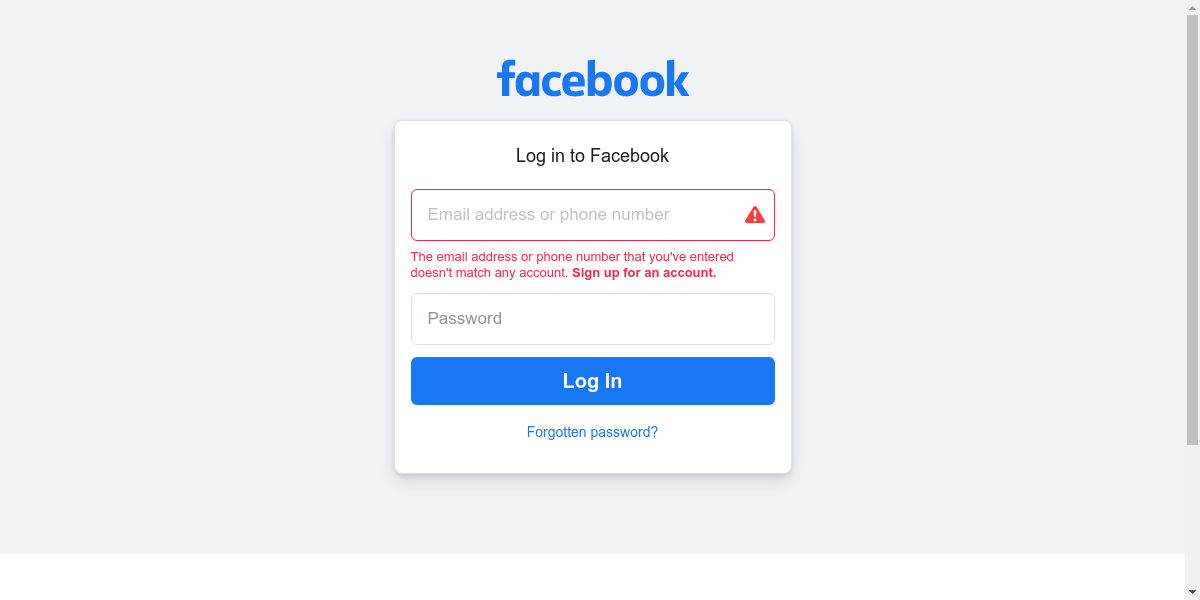 facebook
Log in to Facebook
Email address or phone number
The email address or phone number that you've entered
doesn't match any account. Sign up for an account.
Password
Log In
Forgotten password?